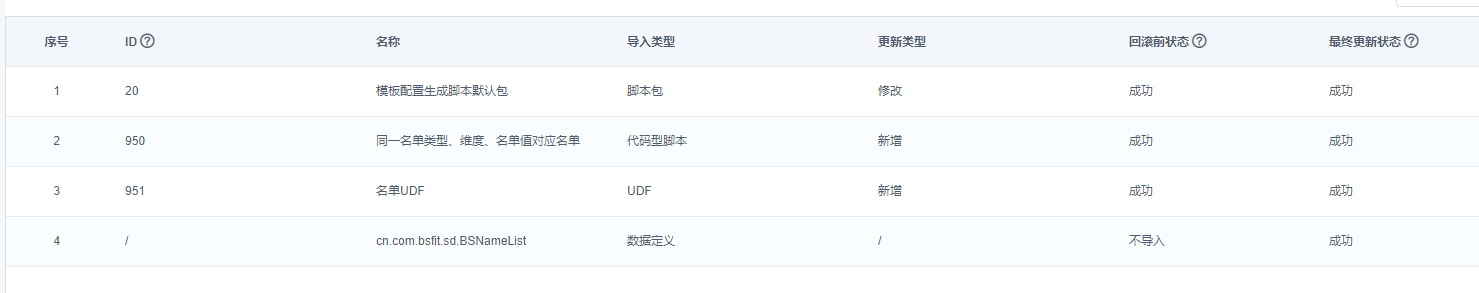 序号 ID ? 名称 导入类型 更新类型 回滚前状态 ? 最终更新状态 ?
1 20 模板配置生成脚本默认包 脚本包 修改 成功 成功
2 950 同一名单类型、维度、名单值对应名单 代码型脚本 新增 成功 成功
3 951 名单UDF UDF 新增 成功 成功
4 / cn.com.bsfit.sd.BSNameList 数据定义 / 不导入 成功